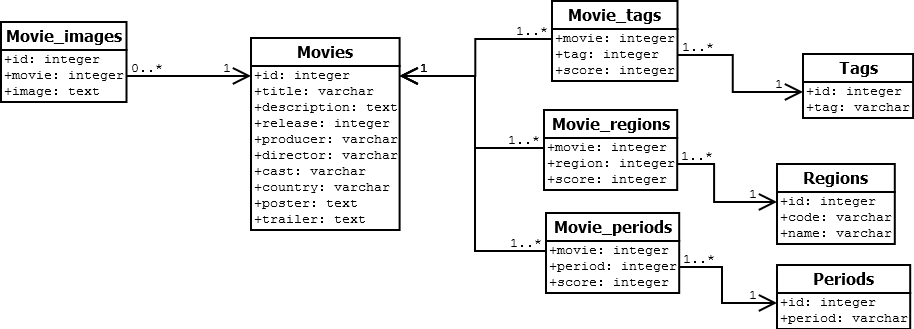 Movie_images
+id: integer
+movie: integer
+image: text
0..*
1
Movies
+id: integer
+title: varchar
+description: text
+release: integer
+producer: varchar
+director: varchar
+cast: varchar
+country: varchar
+poster: text
+trailer: text
1
1..*
Movie_tags
+movie: integer
+tag: integer
+score: integer
1..*
1
Tags
+id: integer
+tag: varchar
1..*
Movie_regions
+movie: integer
+region: integer
+score: integer
1..*
1
Regions
+id: integer
+code: varchar
+name: varchar
1..*
Movie_periods
+movie: integer
+period: integer
+score: integer
1..*
1
Periods
+id: integer
+period: varchar